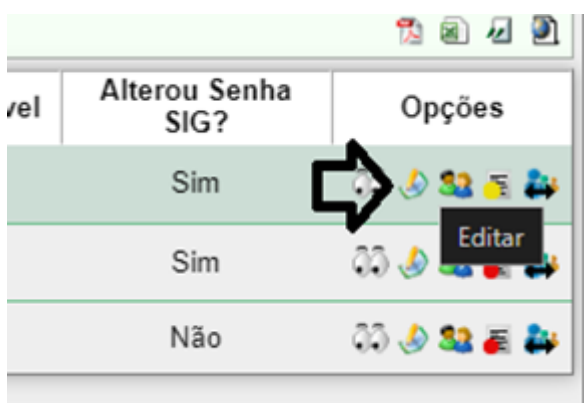 vel
Alterou Senha
SIG?
Opções
Sim
Editar
Sim
Não